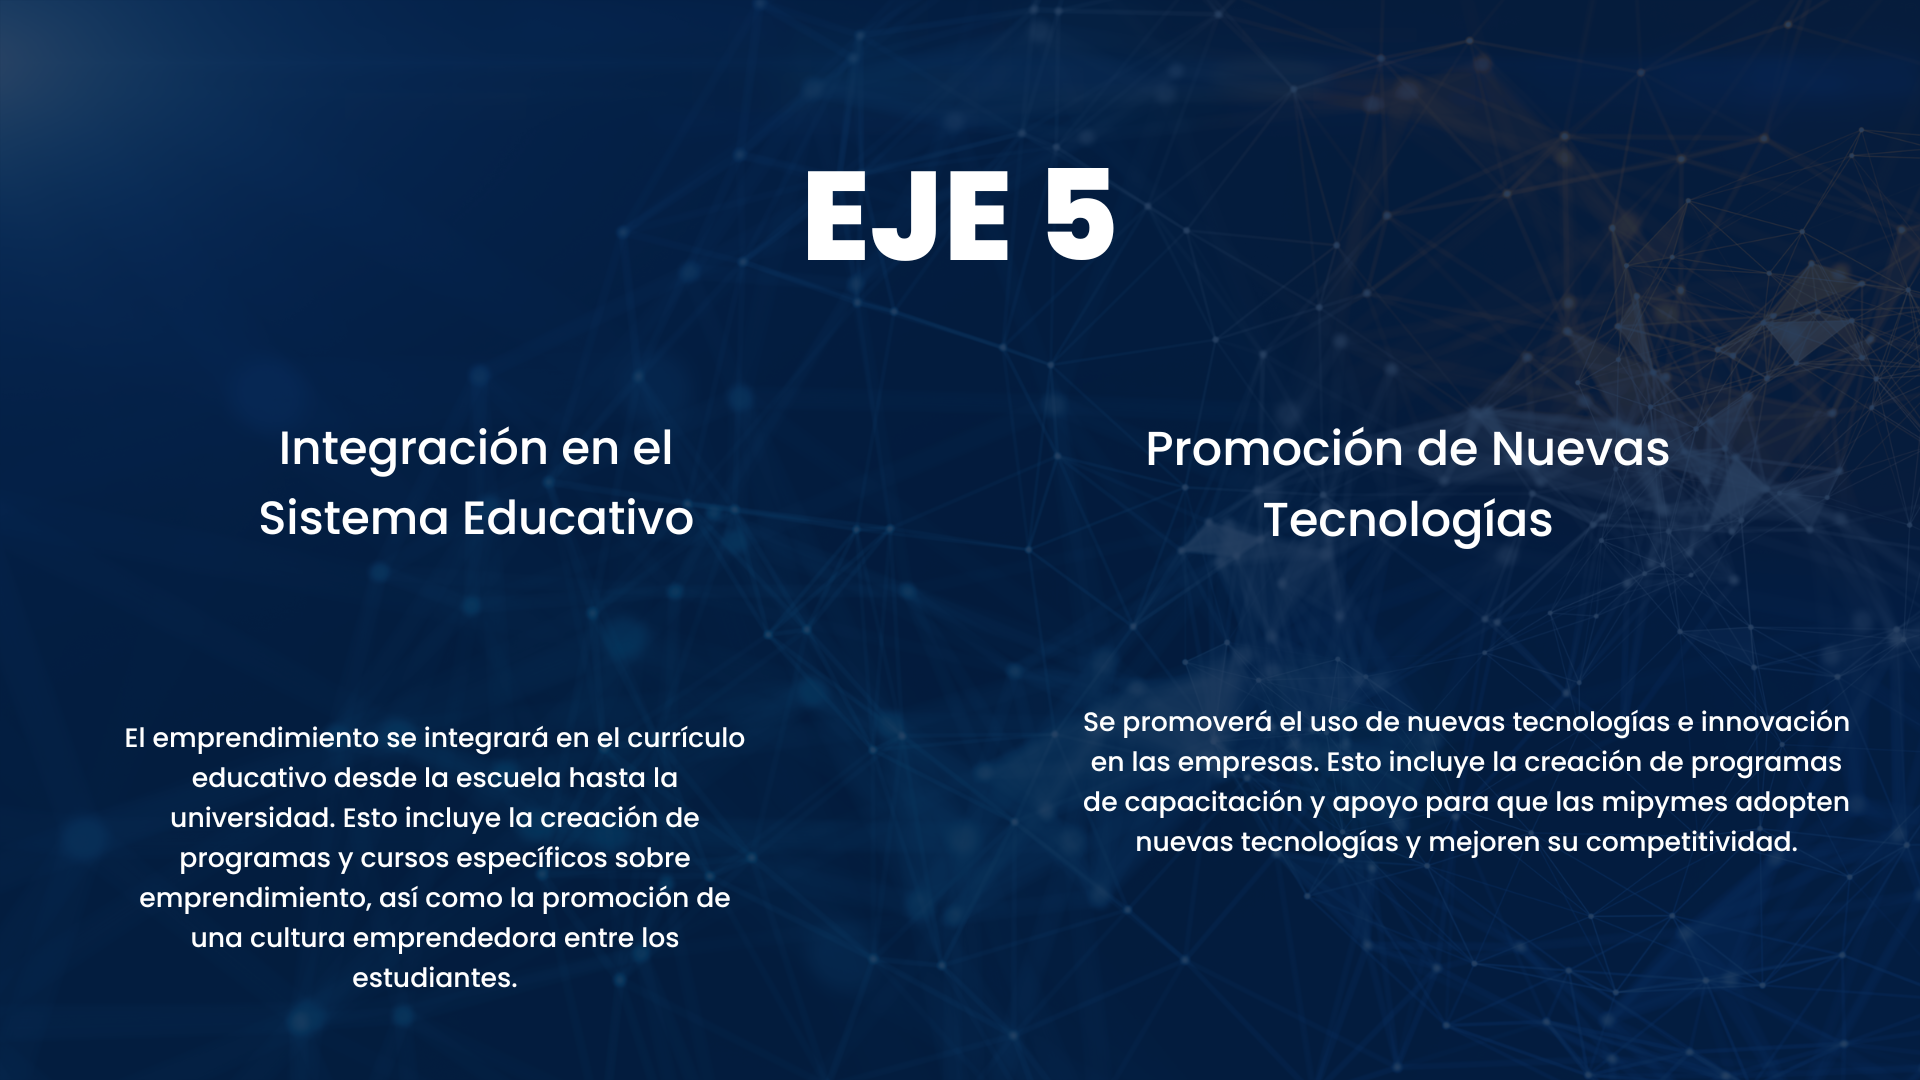 EJE 5
Integración en el
Sistema Educativo
El emprendimiento se integrará en el currículo
educativo desde la escuela hasta la
universidad. Esto incluye la creación de
programas y cursos específicos sobre
emprendimiento, así como la promoción de
una cultura emprendedora entre los
estudiantes.
Promoción de Nuevas
Tecnologías
Se promoverá el uso de nuevas tecnologías e innovación
en las empresas. Esto incluye la creación de programas
de capacitación y apoyo para que las mipymes adopten
nuevas tecnologías y mejoren su competitividad.